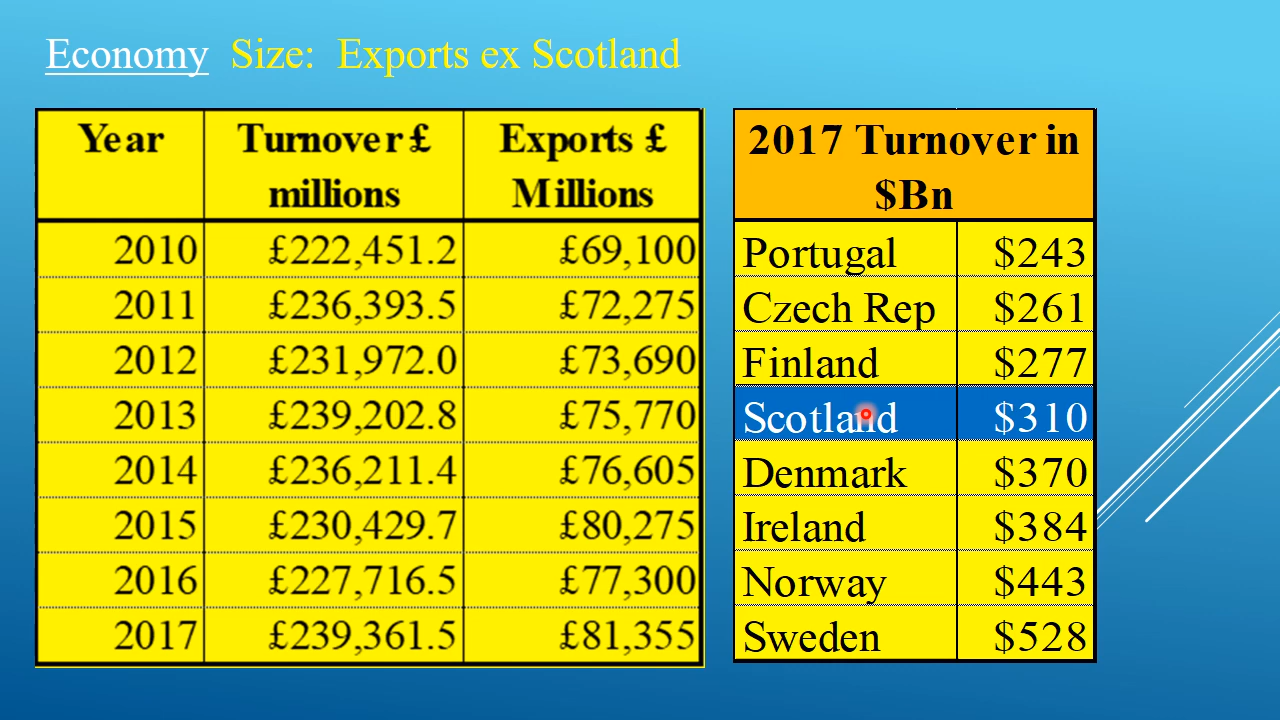 Economy Size: Exports ex Scotland
Year Turnover £ millions Exports £ Millions
2010 £222,451.2 £69,100
2011 £236,393.5 £72,275
2012 £231,972.0 £73,690
2013 £239,202.8 £75,770
2014 £236,211.4 £76,605
2015 £230,429.7 £80,275
2016 £227,716.5 £77,300
2017 £239,361.5 £81,355
2017 Turnover in
$Bn
Portugal $243
Czech Rep $261
Finland $277
Scotland $310
Denmark $370
Ireland $384
Norway $443
Sweden $528